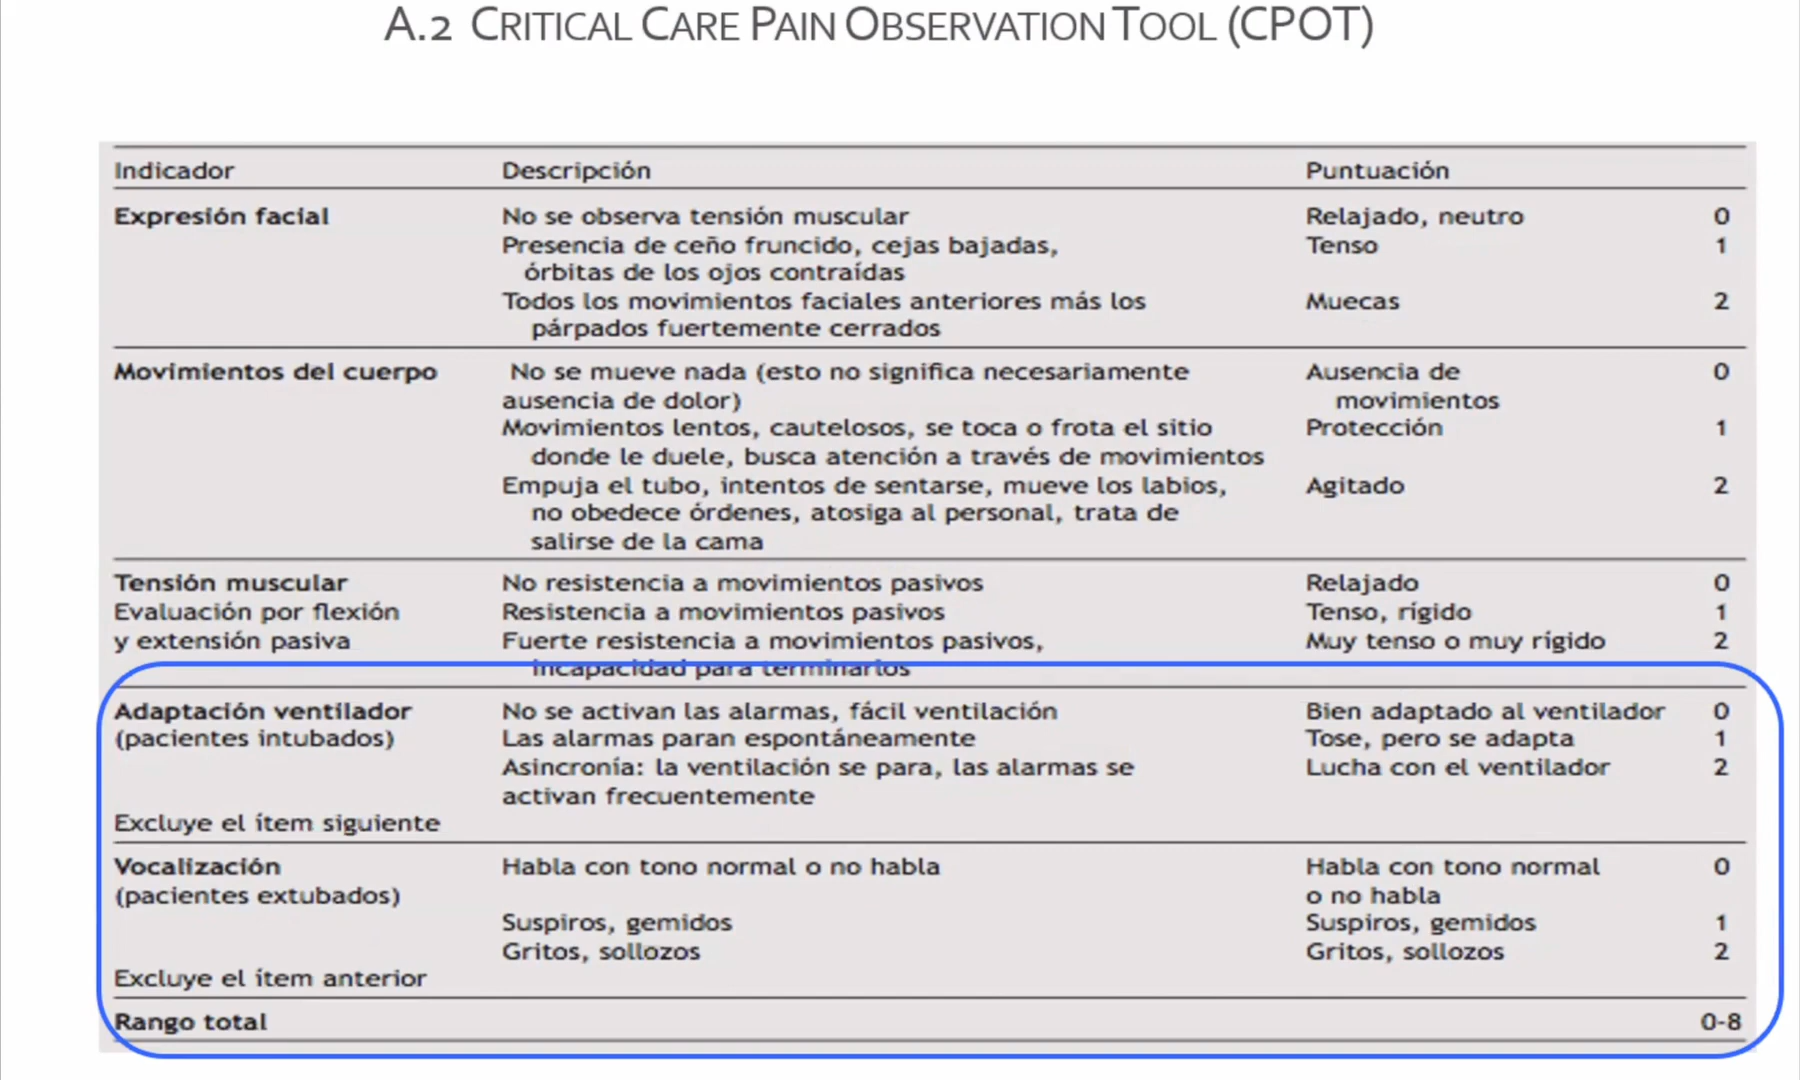 A.2 CRITICAL CARE PAIN OBSERVATION TOOL (CPOT)
Indicador Descripción Puntuación
Expresión facial No se observa tensión muscular Relajado, neutro 0
Presencia de ceño fruncido, cejas bajadas, Tenso 1
órbitas de los ojos contraídas
Todos los movimientos faciales anteriores más los Muecas 2
párpados fuertemente cerrados
Movimientos del cuerpo No se mueve nada (esto no significa necesariamente Ausencia de 0
ausencia de dolor) movimientos
Movimientos lentos, cautelosos, se toca o frota el sitio Protección 1
donde le duele, busca atención a través de movimientos
Empuja el tubo, intentos de sentarse, mueve los labios, Agitado 2
no obedece órdenes, atosiga al personal, trata de
salirse de la cama
Tensión muscular No resistencia a movimientos pasivos Relajado 0
Evaluación por flexión Resistencia a movimientos pasivos Tenso, rígido 1
y extensión pasiva Fuerte resistencia a movimientos pasivos, Muy tenso o muy rígido 2
incapacidad para terminarlos
Adaptación ventilador No se activan las alarmas, fácil ventilación Bien adaptado al ventilador 0
(pacientes intubados) Las alarmas paran espontáneamente Tose, pero se adapta 1
Asincronía: la ventilación se para, las alarmas se Lucha con el ventilador 2
activan frecuentemente
Excluye el ítem siguiente
Vocalización Habla con tono normal o no habla Habla con tono normal 0
(pacientes extubados) o no habla
Suspiros, gemidos Suspiros, gemidos 1
Gritos, sollozos Gritos, sollozos 2
Excluye el ítem anterior
Rango total 0-8